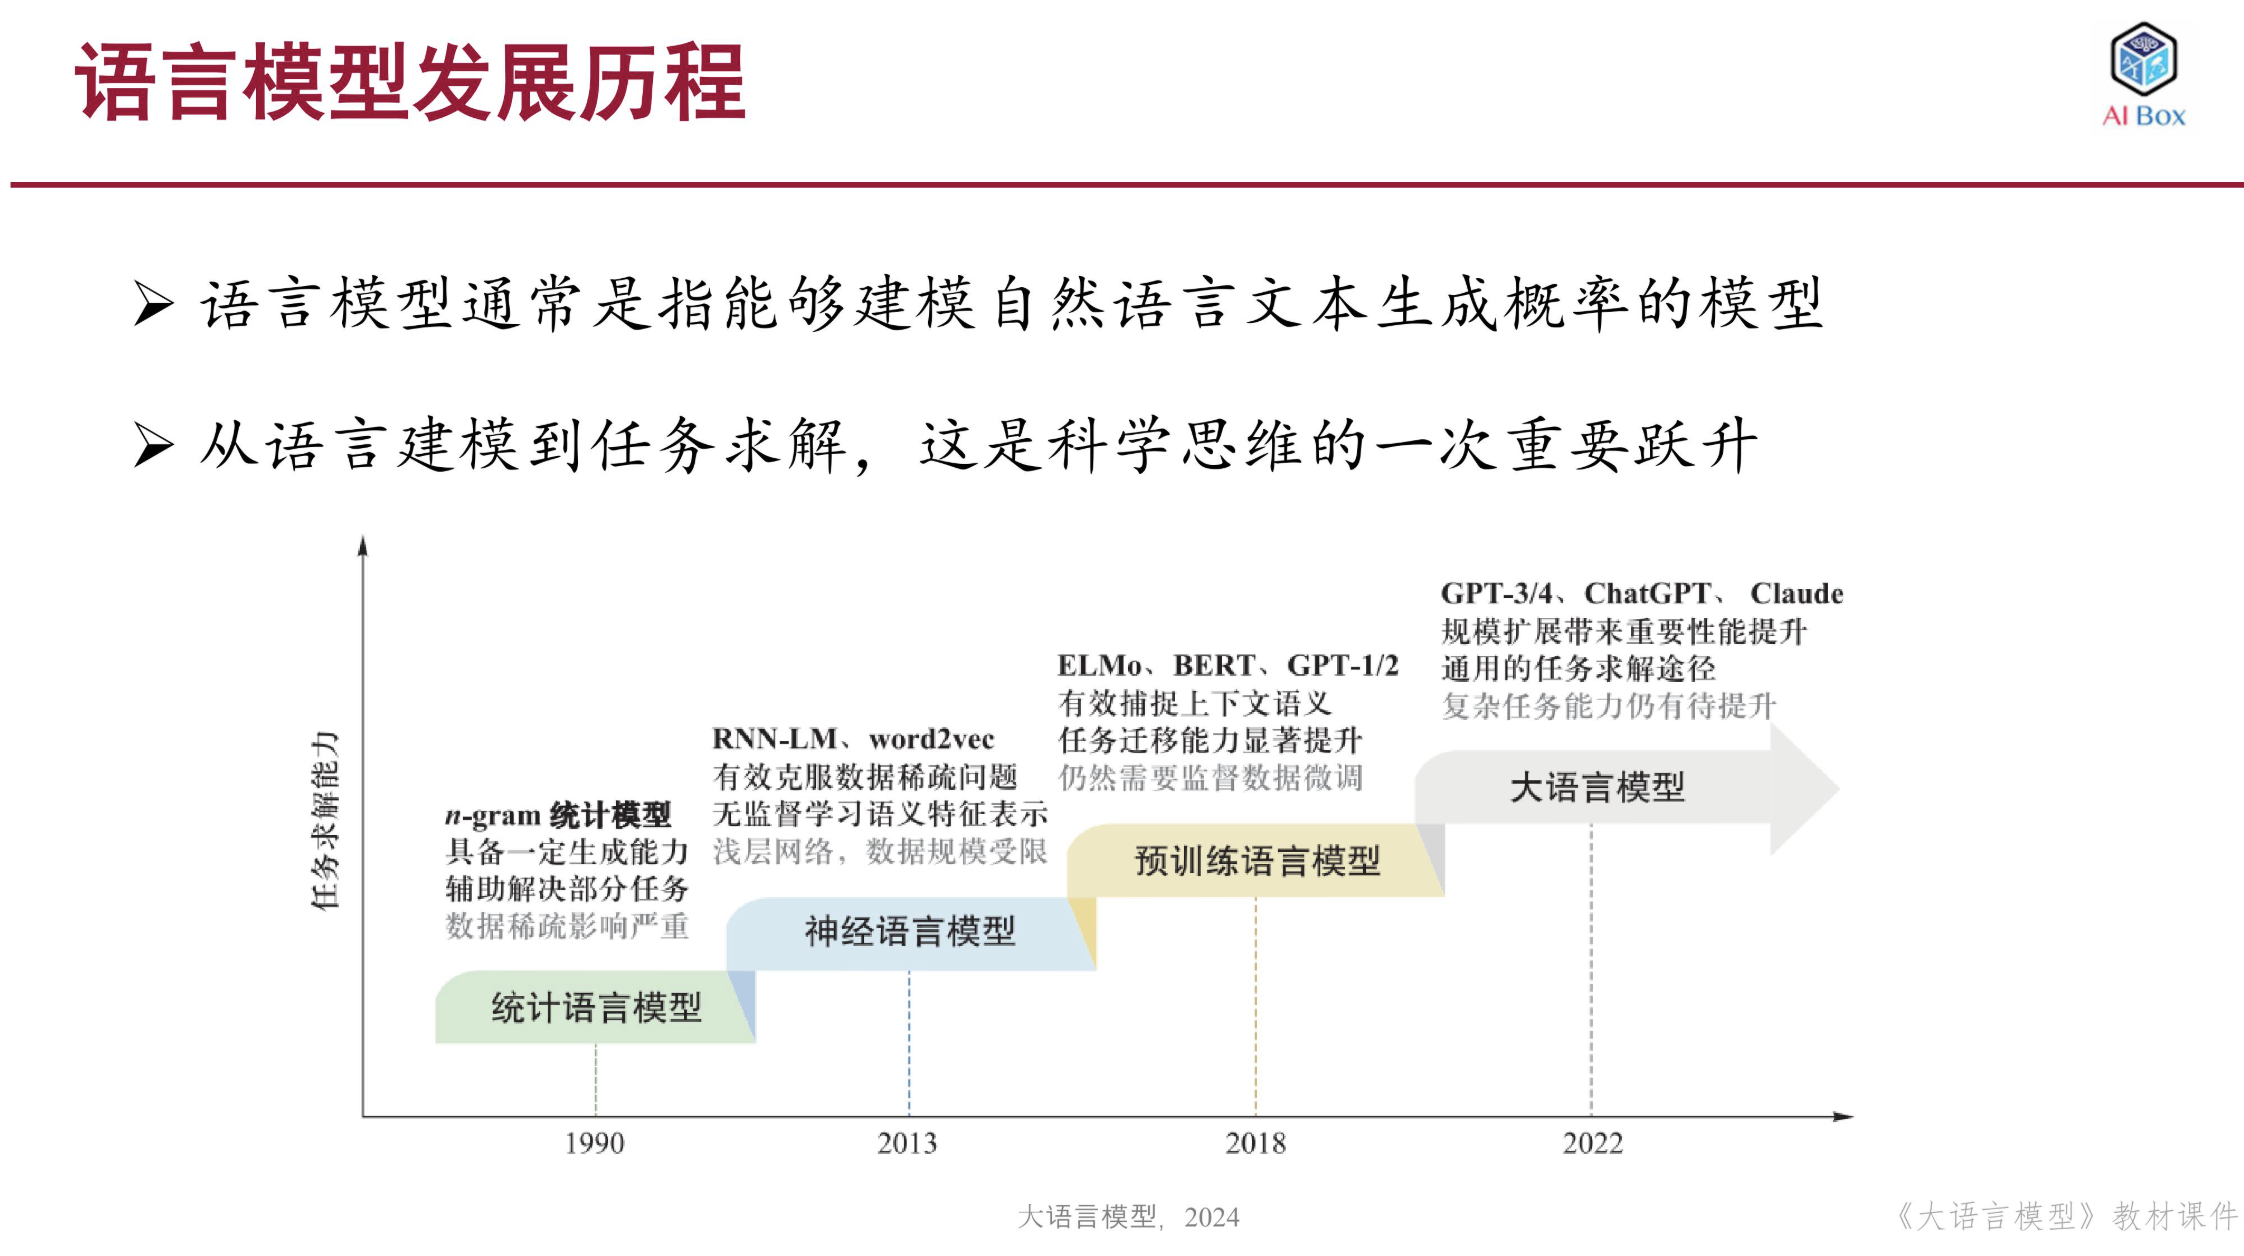 语言模型发展历程
AI Box
语言模型通常是指能够建模自然语言文本生成概率的模型
从语言建模到任务求解，这是科学思维的一次重要跃升
任务求解能力
n-gram 统计模型
具备一定生成能力
辅助解决部分任务
数据稀疏影响严重
统计语言模型
RNN-LM、word2vec
有效克服数据稀疏问题
无监督学习语义特征表示
浅层网络，数据规模受限
神经语言模型
ELMo、BERT、GPT-1/2
有效捕捉上下文语义
任务迁移能力显著提升
仍然需要监督数据微调
预训练语言模型
GPT-3/4、ChatGPT、 Claude
规模扩展带来重要性能提升
通用的任务求解途径
复杂任务能力仍有待提升
大语言模型
1990
2013
2018
2022
大语言模型，2024
《大语言模型》教材课件